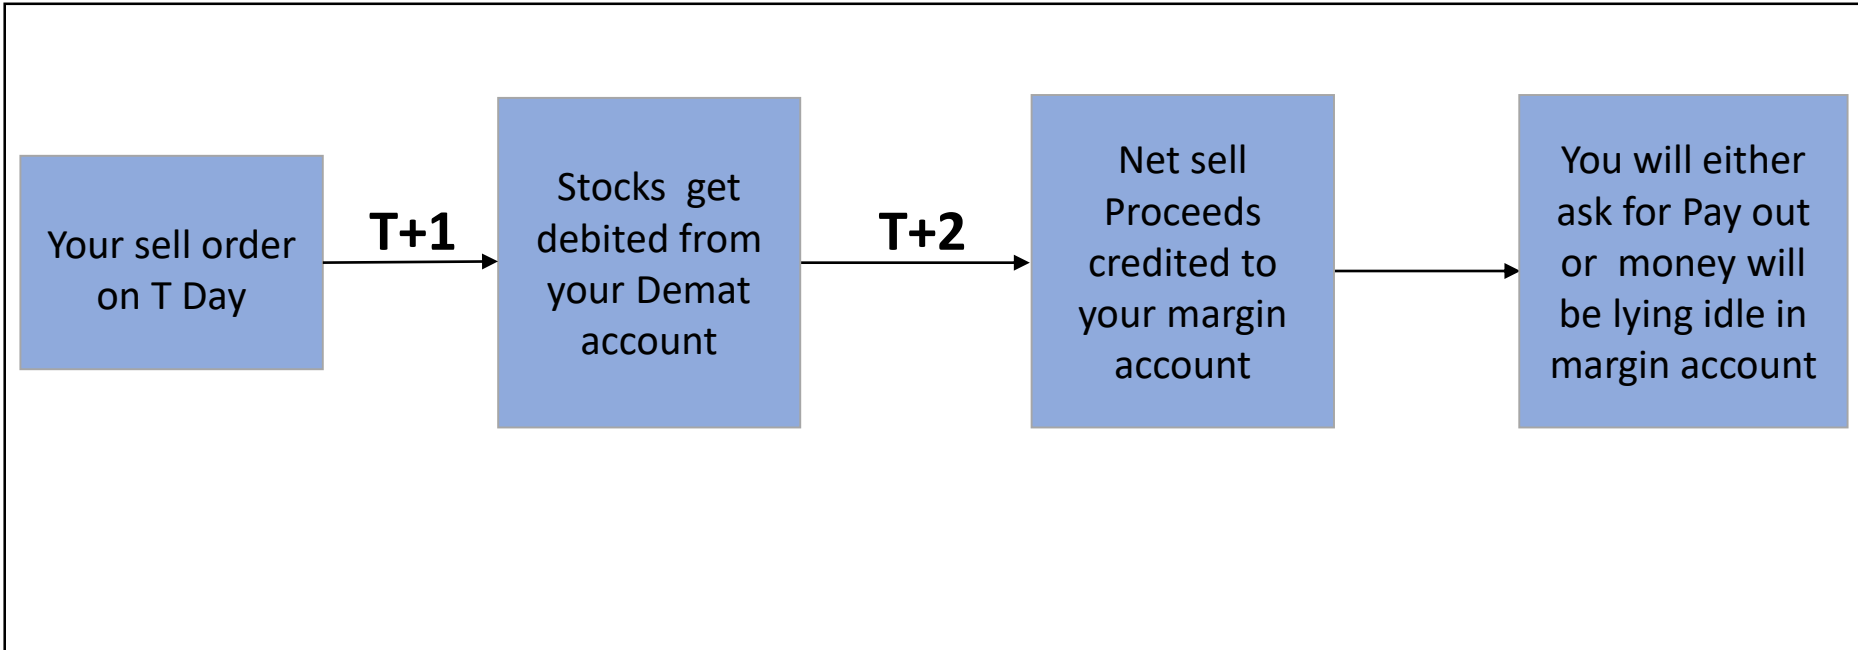 Your sell order
on T Day
T+1
Stocks  get
debited from
your Demat
account
T+2
Net sell
Proceeds
credited to
your margin
account
You will either
ask for Pay out
or  money will
be lying idle in
margin account